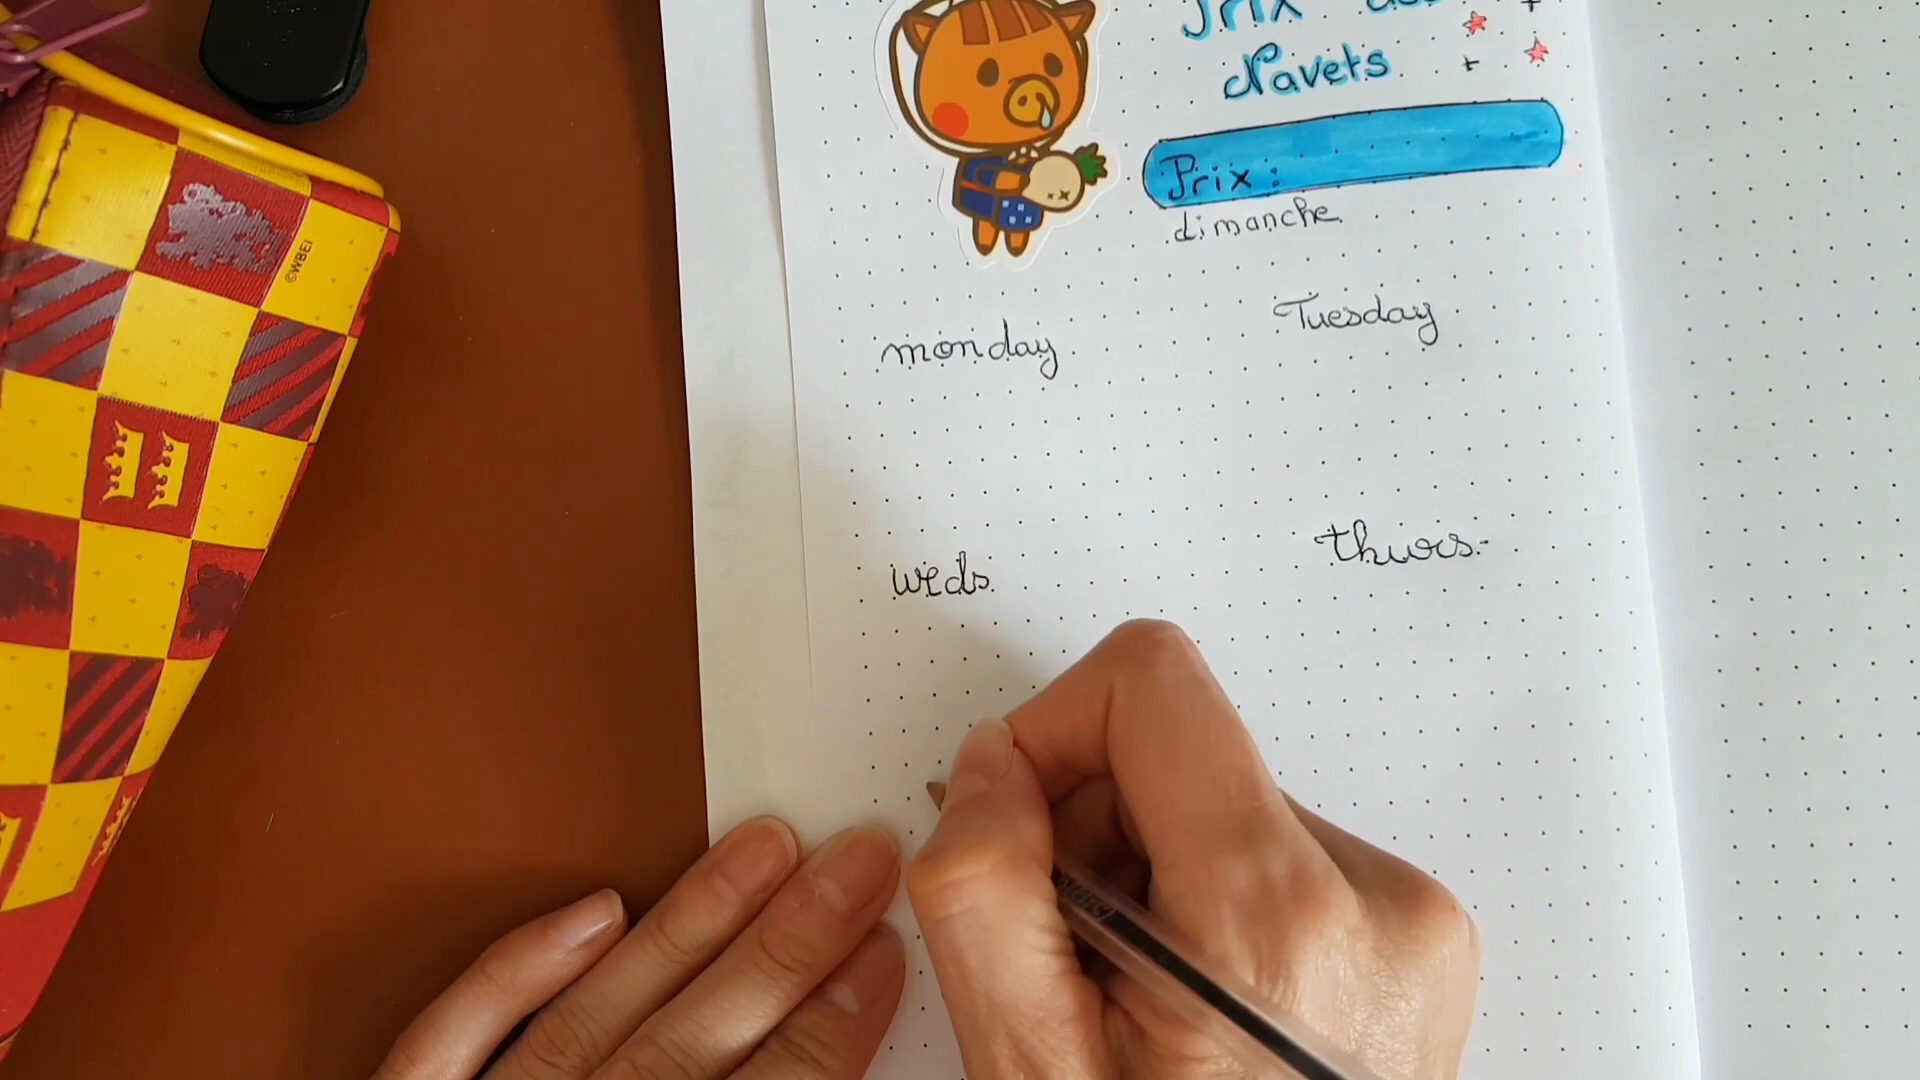 Prix des
Navets
Prix :
dimanche
monday
Tuesday
weds.
thurs.
©WBEI